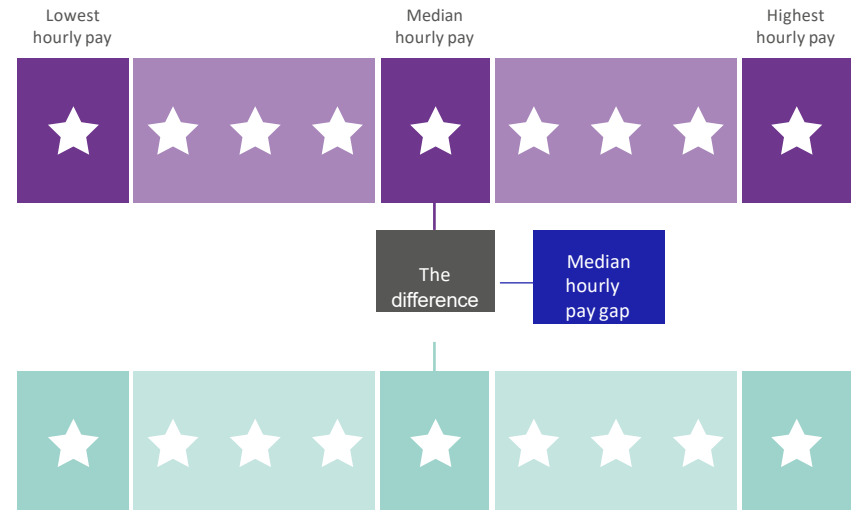 Lowest
hourly pay
Median
hourly pay
Highest
hourly pay
The
difference
Median
hourly
pay gap